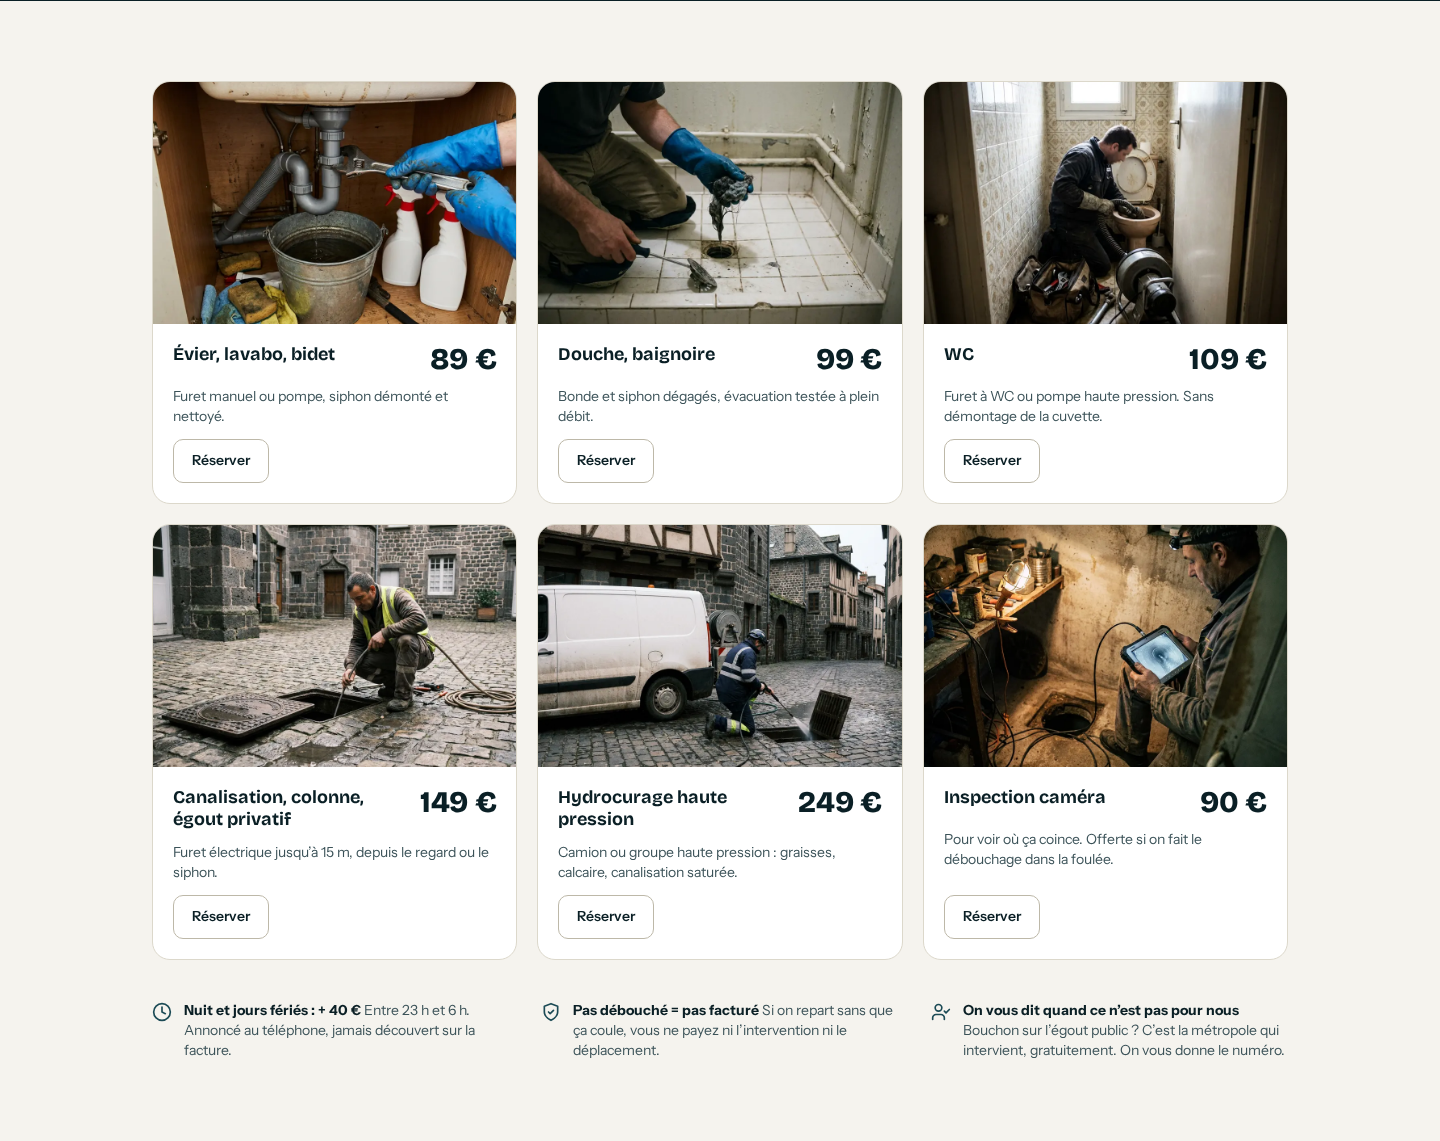 Évier, lavabo, bidet
89 €
Furet manuel ou pompe, siphon démonté et
nettoyé.
Réserver
Douche, baignoire
99 €
Bonde et siphon dégagés, évacuation testée à plein
débit.
Réserver
WC
109 €
Furet à WC ou pompe haute pression. Sans
démontage de la cuvette.
Réserver
Canalisation, colonne,
égout privatif
149 €
Furet électrique jusqu’à 15 m, depuis le regard ou le
siphon.
Réserver
Hydrocurage haute
pression
249 €
Camion ou groupe haute pression : graisses,
calcaire, canalisation saturée.
Réserver
Inspection caméra
90 €
Pour voir où ça coince. Offerte si on fait le
débouchage dans la foulée.
Réserver
Nuit et jours fériés : + 40 € Entre 23 h et 6 h.
Annoncé au téléphone, jamais découvert sur la
facture.
Pas débouché = pas facturé Si on repart sans que
ça coule, vous ne payez ni l’intervention ni le
déplacement.
On vous dit quand ce n’est pas pour nous
Bouchon sur l’égout public ? C’est la métropole qui
intervient, gratuitement. On vous donne le numéro.